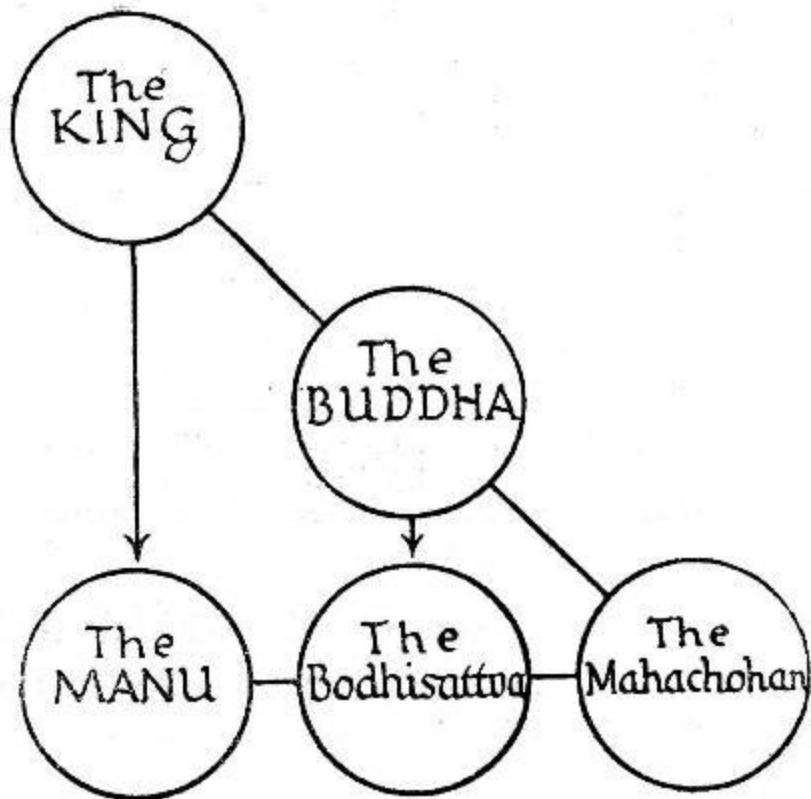 The
KING
The
BUDDHA
The
MANU
The
Bodhisattva
The
Mahachohan